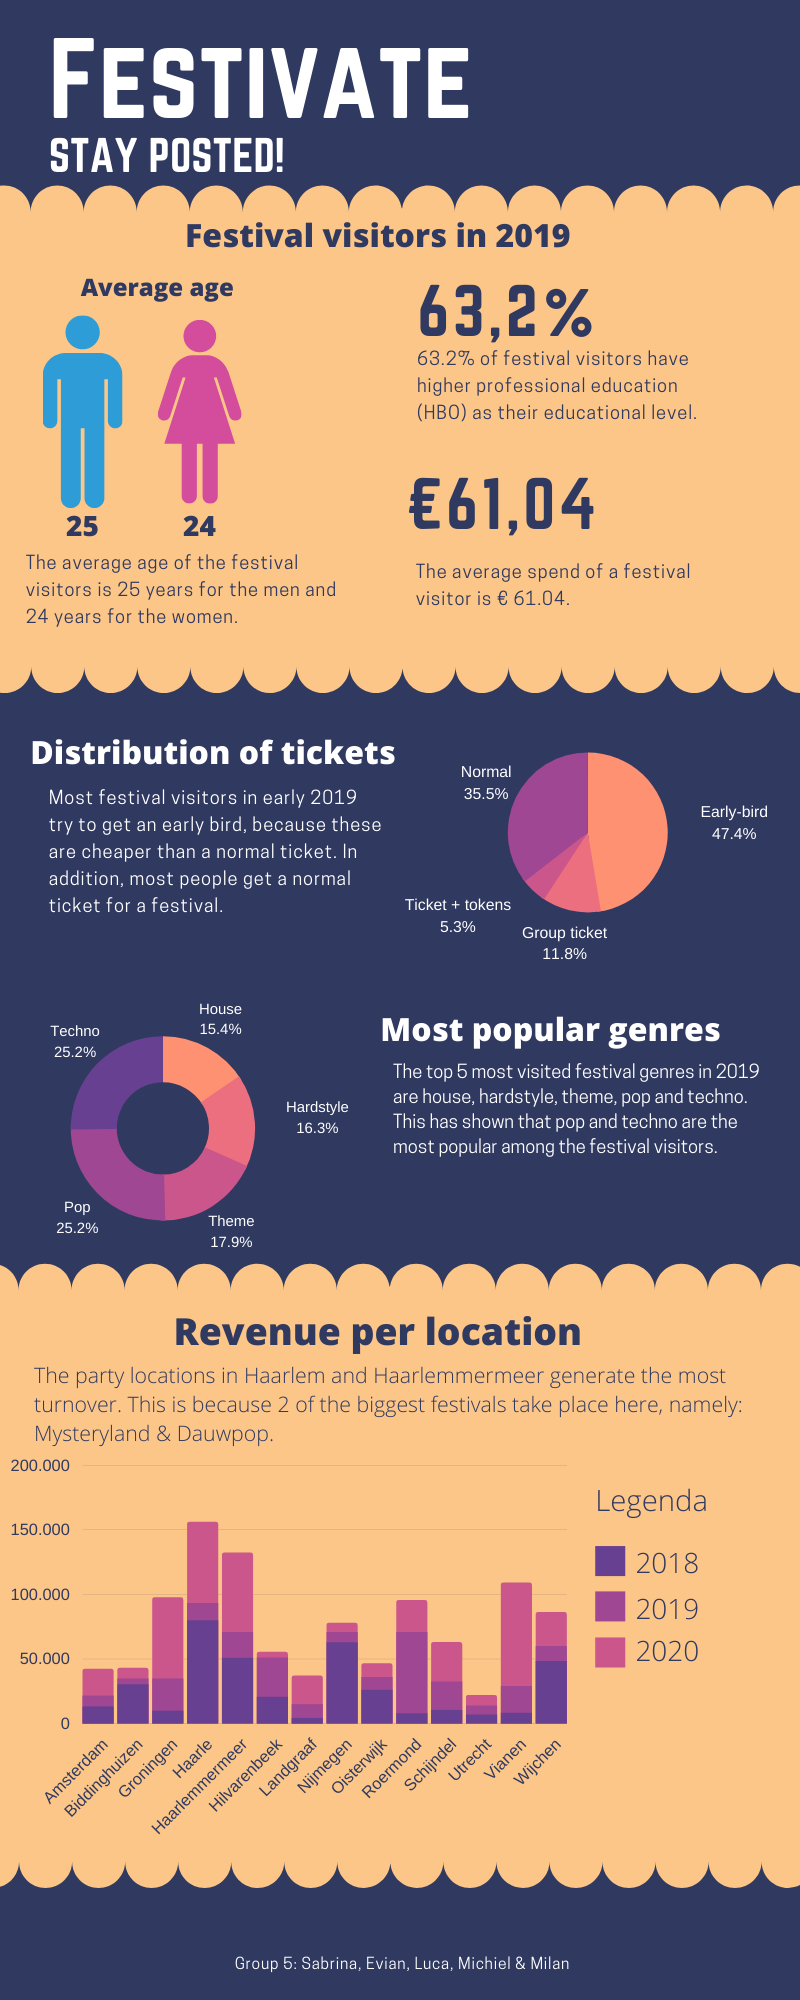 FESTIVATE
STAY POSTED!
Festival visitors in 2019
Average age
25
24
The average age of the festival
visitors is 25 years for the men and
24 years for the women.
63,2%
63.2% of festival visitors have
higher professional education
(HBO) as their educational level.
€61,04
The average spend of a festival
visitor is € 61.04.
Distribution of tickets
Most festival visitors in early 2019
try to get an early bird, because these
are cheaper than a normal ticket. In
addition, most people get a normal
ticket for a festival.
Normal
35.5%
Early-bird
47.4%
Ticket + tokens
5.3%
Group ticket
11.8%
House
15.4%
Techno
25.2%
Hardstyle
16.3%
Pop
25.2%
Theme
17.9%
Most popular genres
The top 5 most visited festival genres in 2019
are house, hardstyle, theme, pop and techno.
This has shown that pop and techno are the
most popular among the festival visitors.
Revenue per location
The party locations in Haarlem and Haarlemmermeer generate the most
turnover. This is because 2 of the biggest festivals take place here, namely:
Mysteryland & Dauwpop.
200.000
150.000
100.000
50.000
0
Amsterdam
Biddinghuizen
Groningen
Haarle
Haarlemmermeer
Hilvarenbeek
Landgraaf
Nijmegen
Oisterwijk
Roermond
Schijndel
Utrecht
Vianen
Wijchen
Legenda
2018
2019
2020
Group 5: Sabrina, Evian, Luca, Michiel & Milan